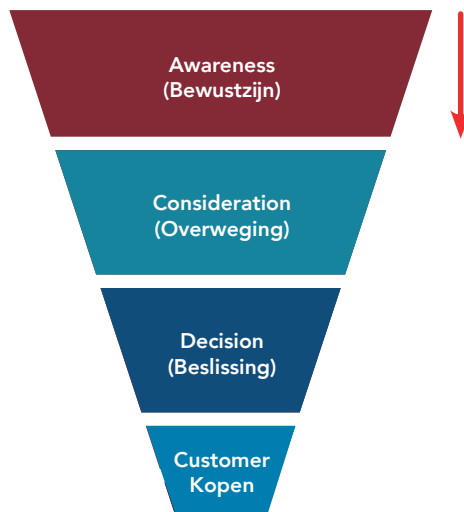 Awareness
(Bewustzijn)
Consideration
(Overweging)
Decision
(Beslissing)
Customer
Kopen